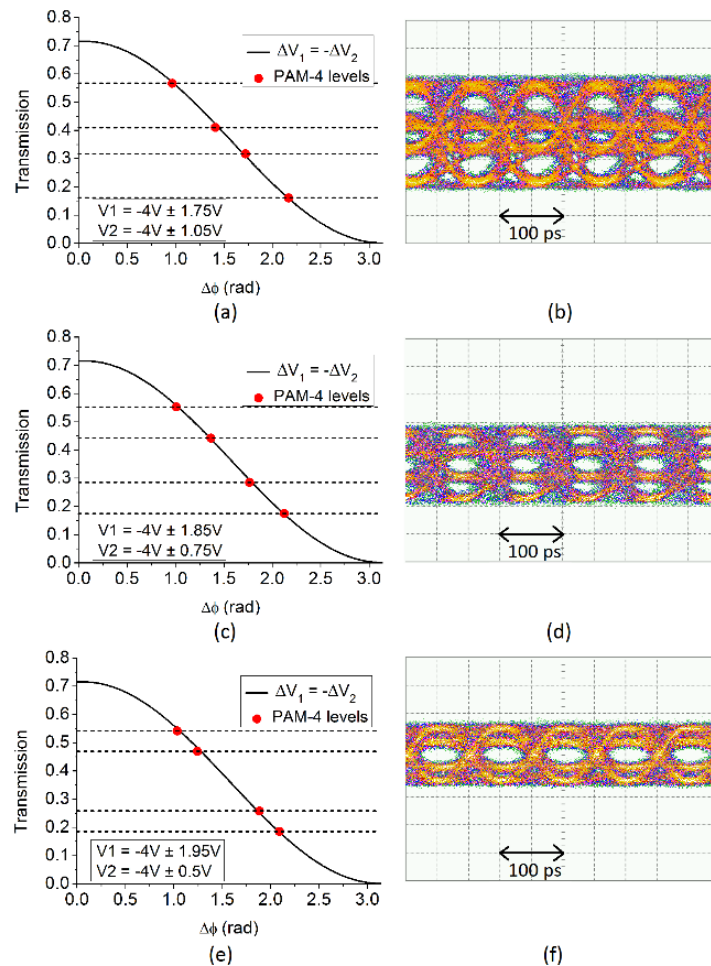 0.8
0.7
0.6
0.5
0.4
0.3
0.2
0.1
0.0
Transmission
ΔV1 = -ΔV2
PAM-4 levels
V1 = -4V ± 1.75V
V2 = -4V ± 1.05V
0.0 0.5 1.0 1.5 2.0 2.5 3.0
Δϕ (rad)
(a)
100 ps
(b)
0.8
0.7
0.6
0.5
0.4
0.3
0.2
0.1
0.0
Transmission
ΔV1 = -ΔV2
PAM-4 levels
V1 = -4V ± 1.85V
V2 = -4V ± 0.75V
0.0 0.5 1.0 1.5 2.0 2.5 3.0
Δϕ (rad)
(c)
100 ps
(d)
0.8
0.7
0.6
0.5
0.4
0.3
0.2
0.1
0.0
Transmission
ΔV1 = -ΔV2
PAM-4 levels
V1 = -4V ± 1.95V
V2 = -4V ± 0.5V
0.0 0.5 1.0 1.5 2.0 2.5 3.0
Δϕ (rad)
(e)
100 ps
(f)